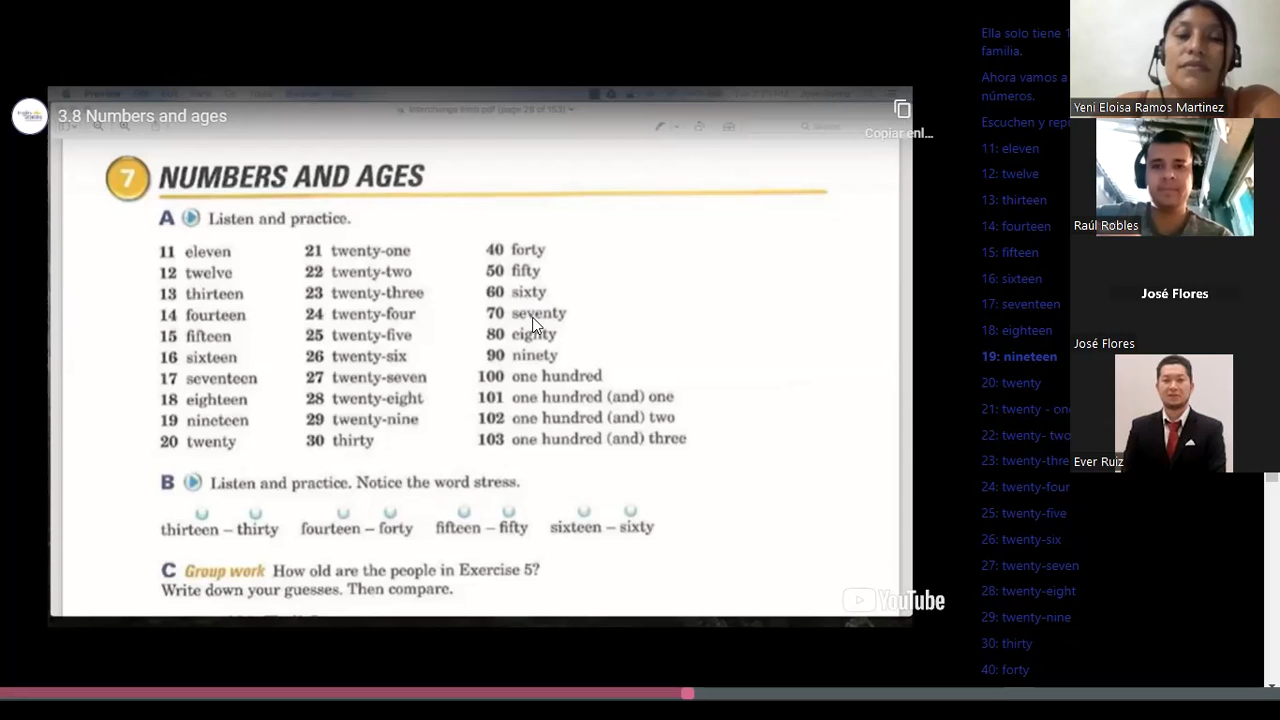 3.8 Numbers and ages
Copiar enl...
7 NUMBERS AND AGES
A Listen and practice.
11 eleven
12 twelve
13 thirteen
14 fourteen
15 fifteen
16 sixteen
17 seventeen
18 eighteen
19 nineteen
20 twenty
21 twenty-one
22 twenty-two
23 twenty-three
24 twenty-four
25 twenty-five
26 twenty-six
27 twenty-seven
28 twenty-eight
29 twenty-nine
30 thirty
40 forty
50 fifty
60 sixty
70 seventy
80 eighty
90 ninety
100 one hundred
101 one hundred (and) one
102 one hundred (and) two
103 one hundred (and) three
B Listen and practice. Notice the word stress.
thirteen – thirty fourteen – forty fifteen – fifty sixteen – sixty
C Group work How old are the people in Exercise 5?
Write down your guesses. Then compare.
YouTube
Ella solo tiene
familia.
Ahora vamos a
números.
Escuchen y
11: eleven
12: twelve
13: thirteen
14: fourteen
15: fifteen
16: sixteen
17: seventeen
18: eighteen
19: nineteen
20: twenty
21: twenty - one
22: twenty- two
23: twenty-thre
24: twenty-four
25: twenty-five
26: twenty-six
27: twenty-seven
28: twenty-eight
29: twenty-nine
30: thirty
40: forty
Yeni Eloisa Ramos Martinez
Raúl Robles
José Flores
José Flores
Ever Ruiz